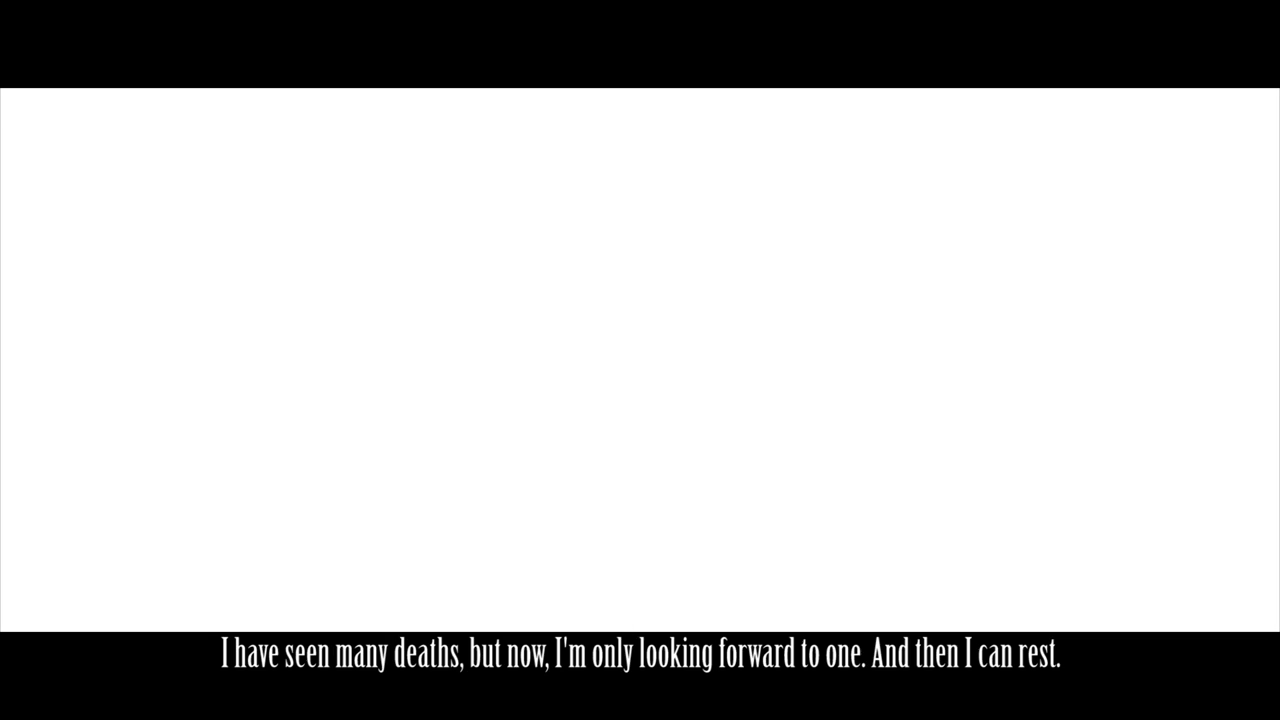 I have seen many deaths, but now, I'm only looking forward to one. And then I can rest.